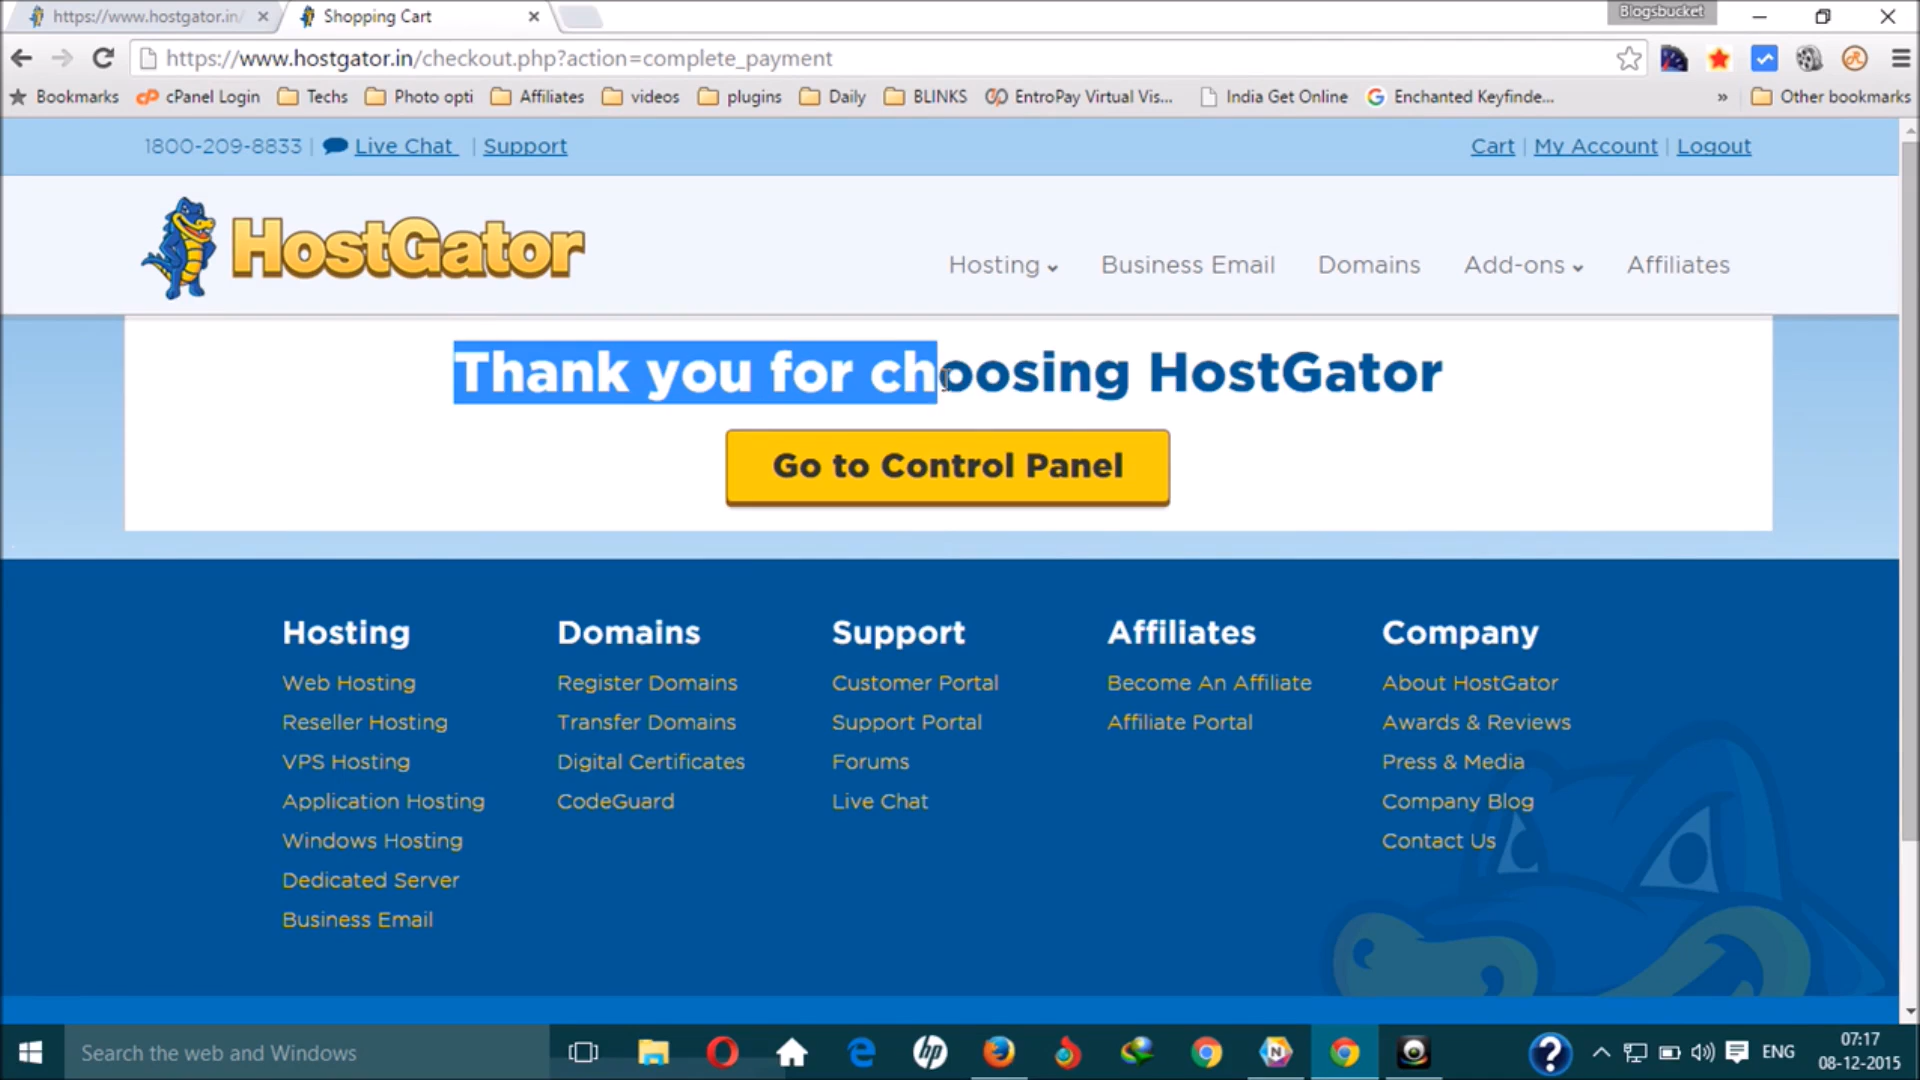 https://www.hostgator.in/
Shopping Cart
Blogsbucket
https://www.hostgator.in/checkout.php?action=complete_payment
Bookmarks cPanel Login Techs Photo opti Affiliates videos plugins Daily BLINKS EntroPay Virtual Vis... India Get Online Enchanted Keyfinde... » Other bookmarks
1800-209-8833 | Live Chat | Support
Cart | My Account | Logout
HostGator
Hosting Business Email Domains Add-ons Affiliates
Thank you for choosing HostGator
Go to Control Panel
Hosting
Web Hosting
Reseller Hosting
VPS Hosting
Application Hosting
Windows Hosting
Dedicated Server
Business Email
Domains
Register Domains
Transfer Domains
Digital Certificates
CodeGuard
Support
Customer Portal
Support Portal
Forums
Live Chat
Affiliates
Become An Affiliate
Affiliate Portal
Company
About HostGator
Awards & Reviews
Press & Media
Company Blog
Contact Us
Search the web and Windows
hp
N
?
ENG
07:17
08-12-2015